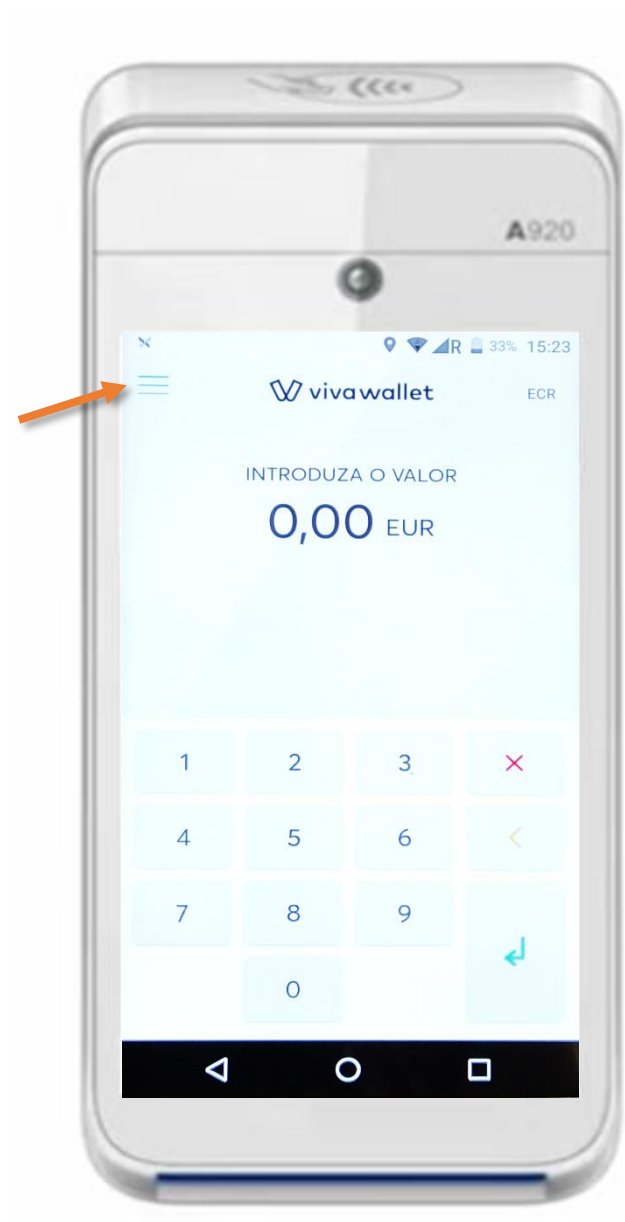 A920
R 33% 15:23
vivawallet ECR
INTRODUZA O VALOR
0,00 EUR
1 2 3
4 5 6
7 8 9
0